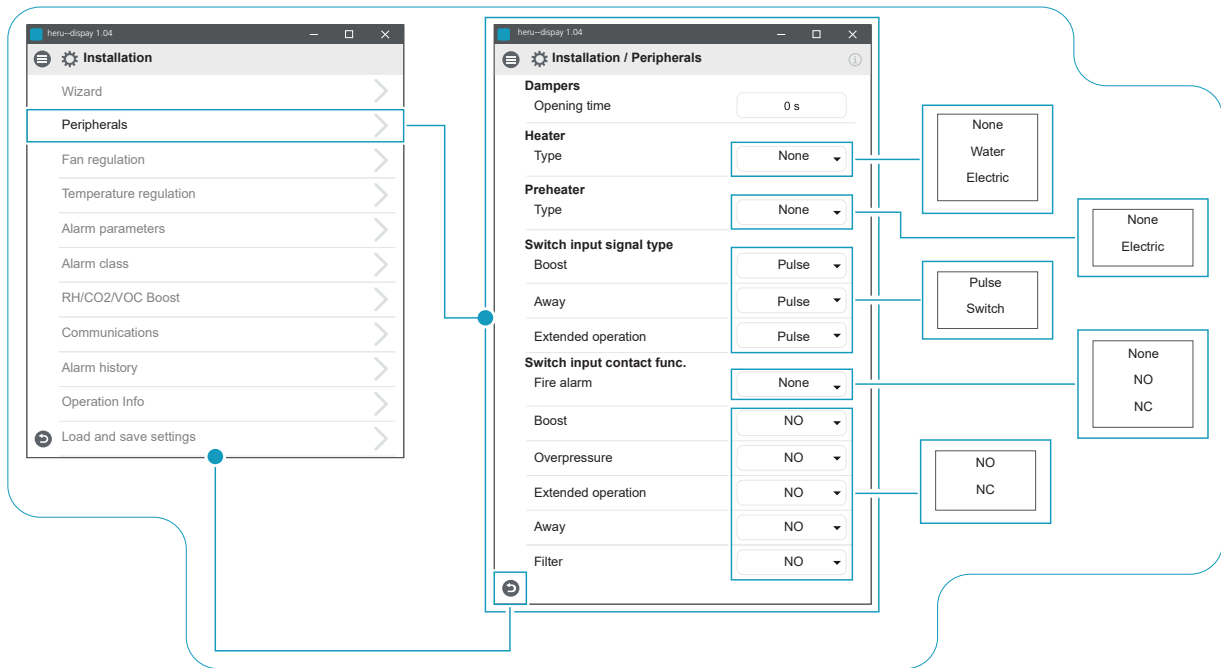 heru--dispay 1.04
Installation
Wizard
Peripherals
Fan regulation
Temperature regulation
Alarm parameters
Alarm class
RH/CO2/VOC Boost
Communications
Alarm history
Operation Info
Load and save settings
heru--dispay 1.04
Installation / Peripherals
Dampers
Opening time 0 s
Heater
Type None
Preheater
Type None
Switch input signal type
Boost Pulse
Away Pulse
Extended operation Pulse
Switch input contact func.
Fire alarm None
Boost NO
Overpressure NO
Extended operation NO
Away NO
Filter NO
None
Water
Electric
None
Electric
Pulse
Switch
None
NO
NC
NO
NC